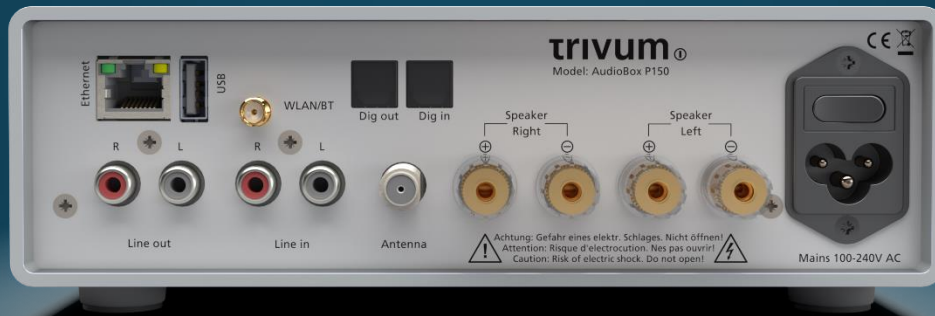 Ethernet
USB
WLAN/BT
Dig out
Dig in
trivum
Model: AudioBox P150
CE
Speaker
Right
Speaker
Left
+
−
+
−
R
L
R
L
Line out
Line in
Antenna
Achtung: Gefahr eines elektr. Schlages. Nicht öffnen!
Attention: Risque d'electrocution. Nes pas ouvrir!
Caution: Risk of electric shock. Do not open!
Mains 100-240V AC